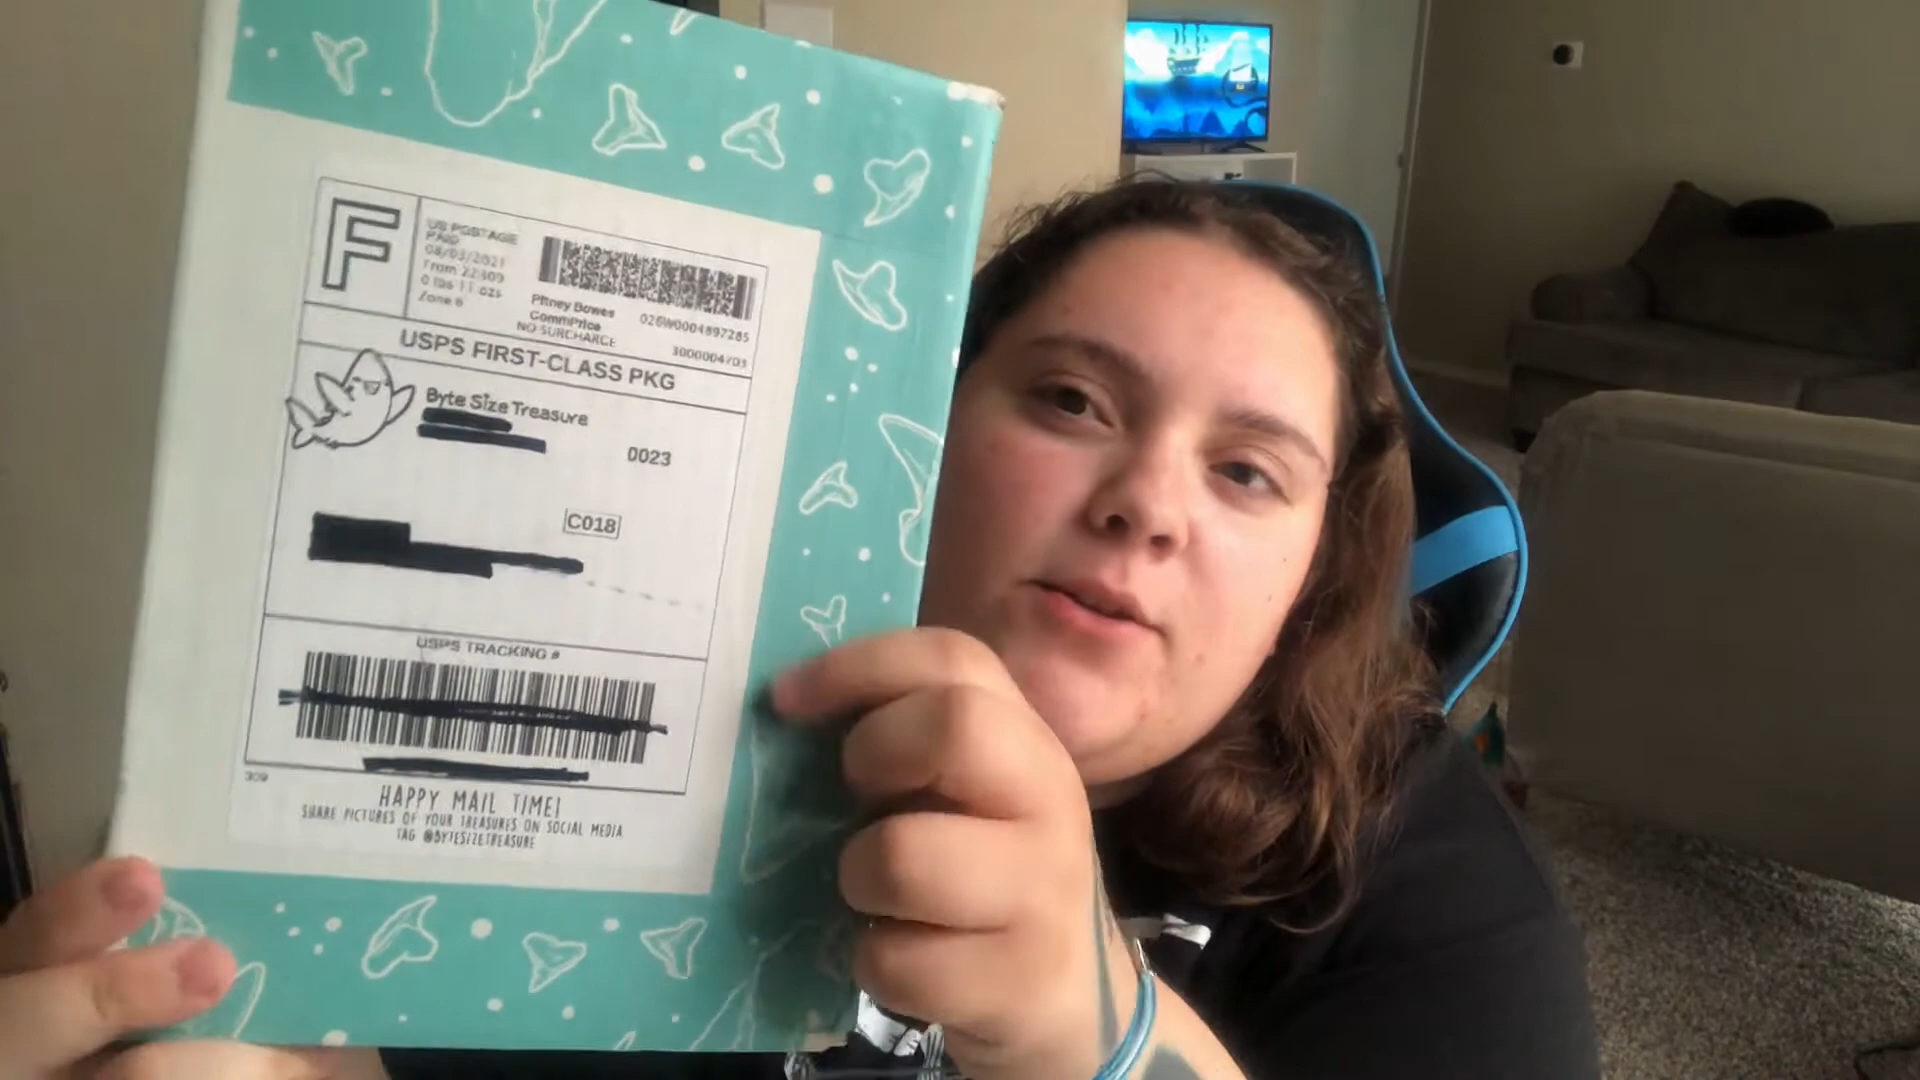 F
US POSTAGE
PAID
08/03/2021
From 22309
0 lbs 11 ozs
Zone 6
Pitney Bowes
CommPrice
NO SURCHARGE
026W0004897285
3000004703
USPS FIRST-CLASS PKG
Byte Size Treasure
0023
C018
USPS TRACKING #
309
HAPPY MAIL TIME!
SHARE PICTURES OF YOUR TREASURES ON SOCIAL MEDIA
TAG @BYTESIZETREASURE